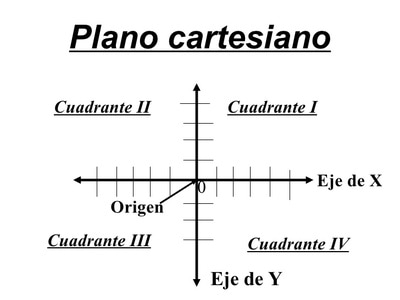 Plano cartesiano
Cuadrante II
Cuadrante I
Eje de X
0
Origen
Cuadrante III
Cuadrante IV
Eje de Y